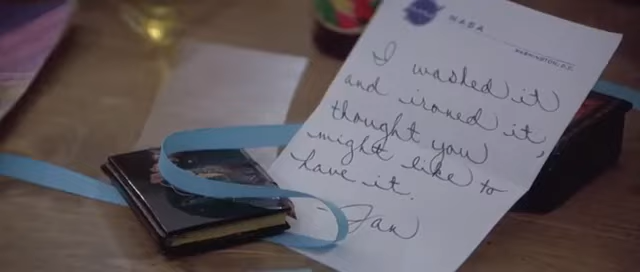 NASA
WASHINGTON, D.C.
I washed it
and ironed it,
thought you
might like to
have it.
- Jan